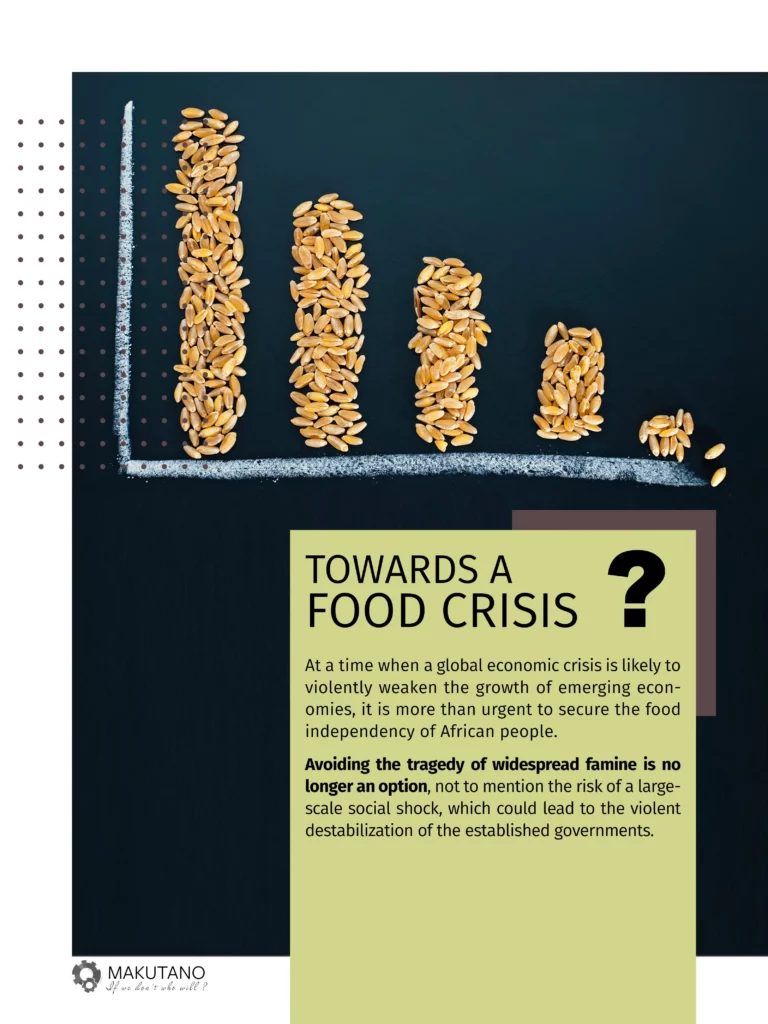 TOWARDS A
FOOD CRISIS ?
At a time when a global economic crisis is likely to
violently weaken the growth of emerging econ-
omies, it is more than urgent to secure the food
independency of African people.
Avoiding the tragedy of widespread famine is no
longer an option, not to mention the risk of a large-
scale social shock, which could lead to the violent
destabilization of the established governments.
MAKUTANO
If we don't who will ?